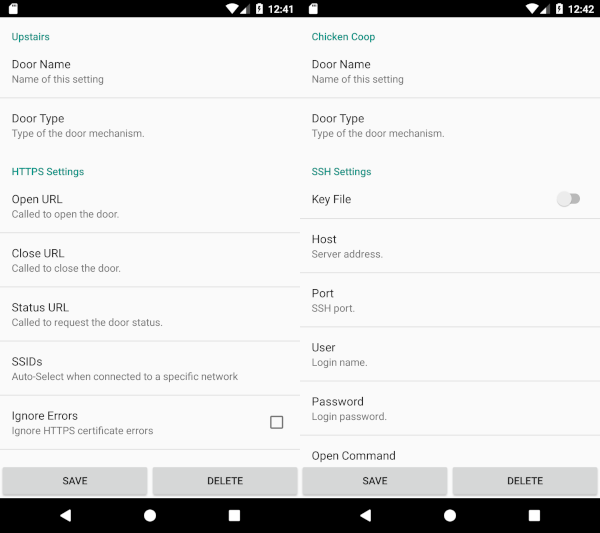 12:41
Upstairs
Door Name
Name of this setting
Door Type
Type of the door mechanism.
HTTPS Settings
Open URL
Called to open the door.
Close URL
Called to close the door.
Status URL
Called to request the door status.
SSIDs
Auto-Select when connected to a specific network
Ignore Errors
Ignore HTTPS certificate errors
SAVE
DELETE
12:42
Chicken Coop
Door Name
Name of this setting
Door Type
Type of the door mechanism.
SSH Settings
Key File
Host
Server address.
Port
SSH port.
User
Login name.
Password
Login password.
Open Command
SAVE
DELETE